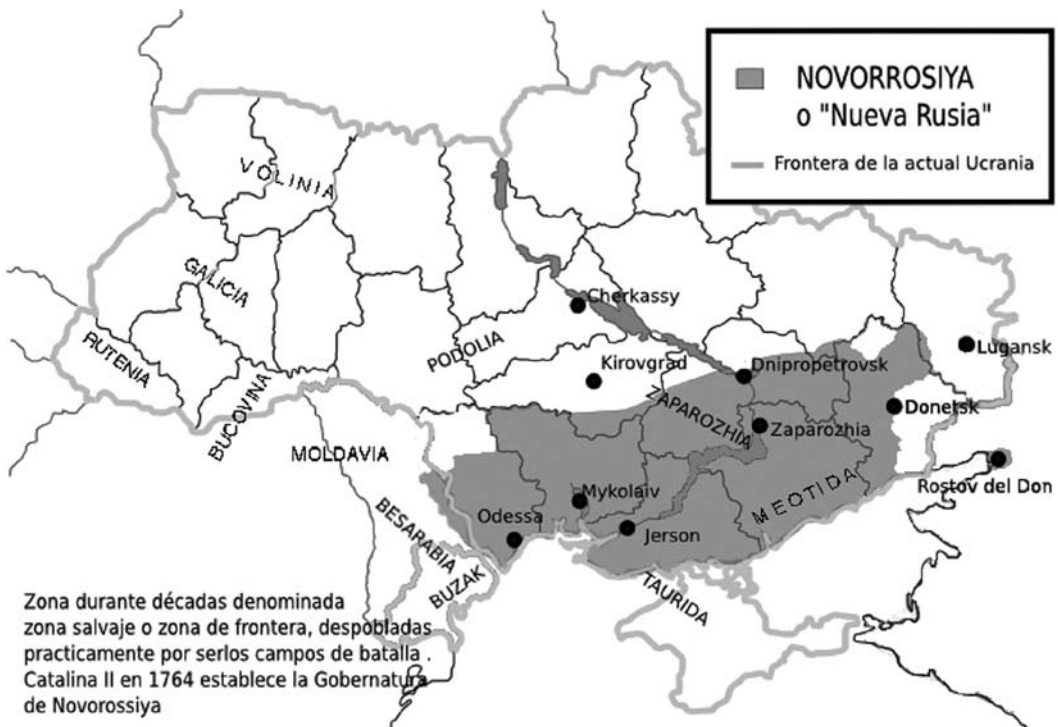 NOVORROSIYA
o "Nueva Rusia"
Frontera de la actual Ucrania
VOLINIA
GALICIA
RUTENIA
BUCOVINA
PODOLIA
MOLDAVIA
BESARABIA
BUZAK
Cherkassy
Kirovgrad
Dnipropetrovsk
ZAPAROZHIA
Zaparozhia
Lugansk
Donetsk
Rostov del Don
MEOTIDA
Mykolaiv
Odessa
Jerson
TAURIDA
Zona durante décadas denominada
zona salvaje o zona de frontera, despobladas
practicamente por serlos campos de batalla .
Catalina II en 1764 establece la Gobernatura
de Novorossiya